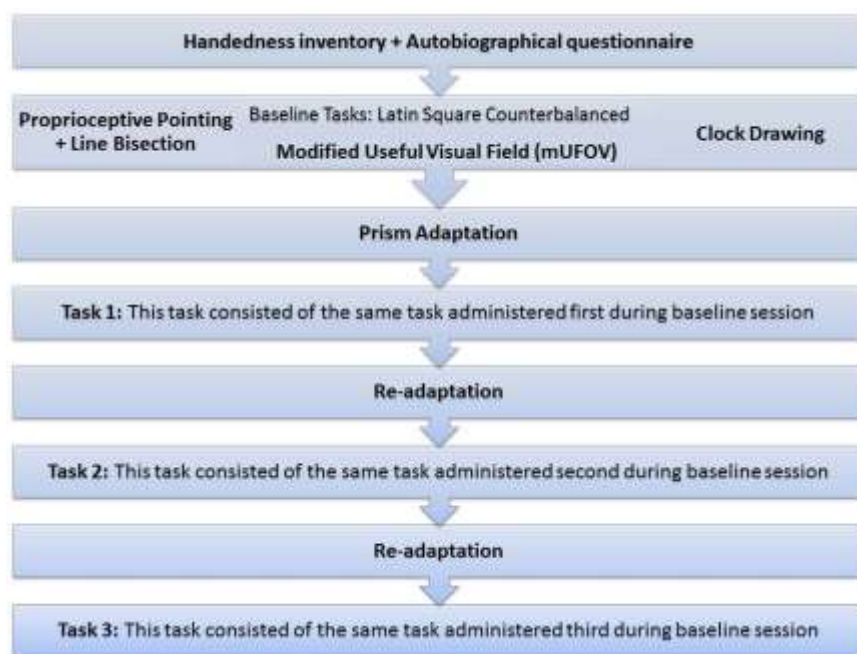 Handedness inventory + Autobiographical questionnaire
Proprioceptive Pointing
+ Line Bisection
Baseline Tasks: Latin Square Counterbalanced
Modified Useful Visual Field (mUFOV)
Clock Drawing
Prism Adaptation
Task 1: This task consisted of the same task administered first during baseline session
Re-adaptation
Task 2: This task consisted of the same task administered second during baseline session
Re-adaptation
Task 3: This task consisted of the same task administered third during baseline session